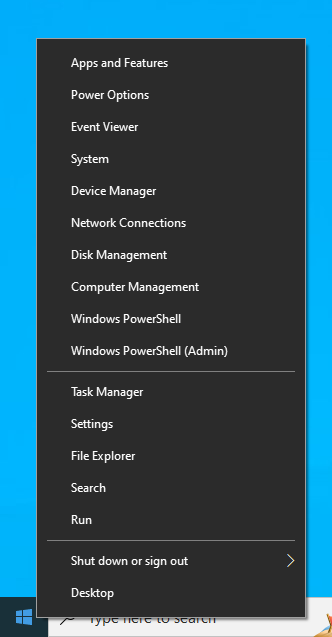 Apps and Features
Power Options
Event Viewer
System
Device Manager
Network Connections
Disk Management
Computer Management
Windows PowerShell
Windows PowerShell (Admin)
Task Manager
Settings
File Explorer
Search
Run
Shut down or sign out
Desktop
Type here to search